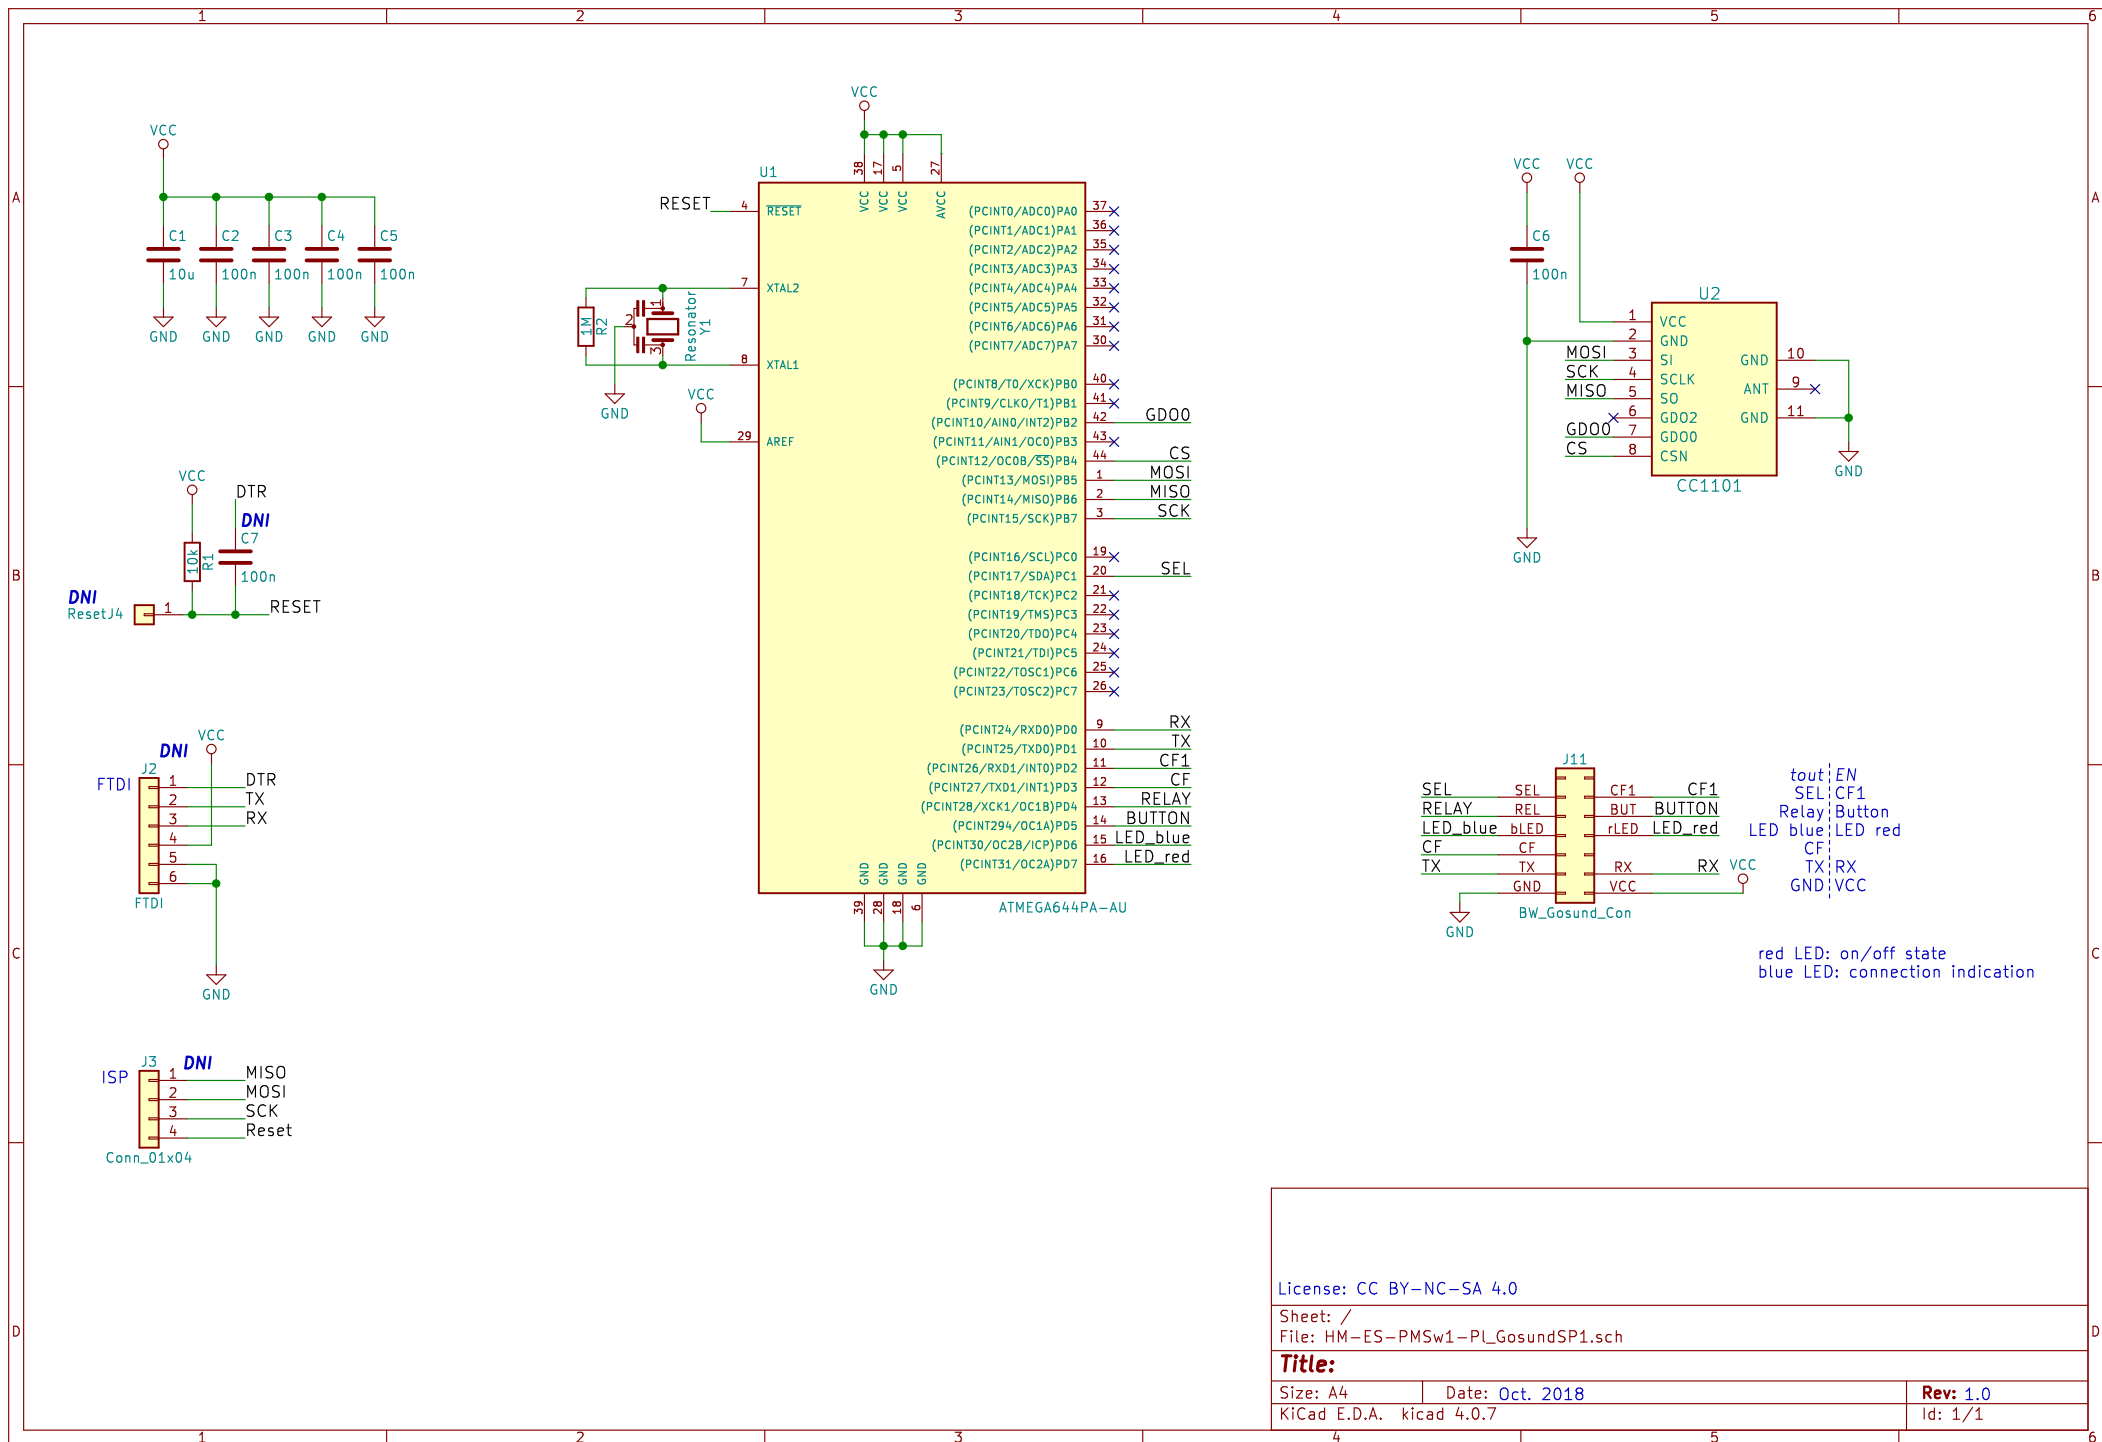 1 2 3 4 5 6
A
B
C
D
VCC
C1
10u
GND
C2
100n
GND
C3
100n
GND
C4
100n
GND
C5
100n
GND
VCC
DTR
DNI
C7
100n
10k
R1
DNI
ResetJ4
1
RESET
DNI
VCC
J2
FTDI
1 DTR
2 TX
3 RX
4
5
6
FTDI
GND
J3
DNI
ISP
1 MISO
2 MOSI
3 SCK
4 Reset
Conn_01x04
VCC
U1
38 17 5 27
VCC VCC VCC AVCC
RESET 4 RESET
7 XTAL2
8 XTAL1
1M
R2
1
2
3
Resonator
Y1
GND
VCC
29 AREF
(PCINT0/ADC0)PA0 37
(PCINT1/ADC1)PA1 36
(PCINT2/ADC2)PA2 35
(PCINT3/ADC3)PA3 34
(PCINT4/ADC4)PA4 33
(PCINT5/ADC5)PA5 32
(PCINT6/ADC6)PA6 31
(PCINT7/ADC7)PA7 30
(PCINT8/T0/XCK)PB0 40
(PCINT9/CLKO/T1)PB1 41
(PCINT10/AIN0/INT2)PB2 42 GDO0
(PCINT11/AIN1/OC0)PB3 43
(PCINT12/OC0B/SS)PB4 44 CS
(PCINT13/MOSI)PB5 1 MOSI
(PCINT14/MISO)PB6 2 MISO
(PCINT15/SCK)PB7 3 SCK
(PCINT16/SCL)PC0 19
(PCINT17/SDA)PC1 20 SEL
(PCINT18/TCK)PC2 21
(PCINT19/TMS)PC3 22
(PCINT20/TDO)PC4 23
(PCINT21/TDI)PC5 24
(PCINT22/TOSC1)PC6 25
(PCINT23/TOSC2)PC7 26
(PCINT24/RXD0)PD0 9 RX
(PCINT25/TXD0)PD1 10 TX
(PCINT26/RXD1/INT0)PD2 11 CF1
(PCINT27/TXD1/INT1)PD3 12 CF
(PCINT28/XCK1/OC1B)PD4 13 RELAY
(PCINT294/OC1A)PD5 14 BUTTON
(PCINT30/OC2B/ICP)PD6 15 LED_blue
(PCINT31/OC2A)PD7 16 LED_red
GND GND GND GND
39 28 18 6
ATMEGA644PA-AU
GND
VCC VCC
C6
100n
GND
U2
1 VCC
2 GND
MOSI 3 SI
SCK 4 SCLK
MISO 5 SO
6 GDO2
GDO0 7 GDO0
CS 8 CSN
GND 10
ANT 9
GND 11
CC1101
GND
J11
SEL SEL CF1 CF1
RELAY REL BUT BUTTON
LED_blue bLED rLED LED_red
CF CF
TX TX RX RX
GND VCC VCC
BW_Gosund_Con
GND
tout EN
SEL CF1
Relay Button
LED blue LED red
CF
TX RX
GND VCC
red LED: on/off state
blue LED: connection indication
License: CC BY-NC-SA 4.0
Sheet: /
File: HM-ES-PMSw1-Pl_GosundSP1.sch
Title:
Size: A4 Date: Oct. 2018 Rev: 1.0
KiCad E.D.A. kicad 4.0.7 Id: 1/1
A
B
C
D
1 2 3 4 5 6